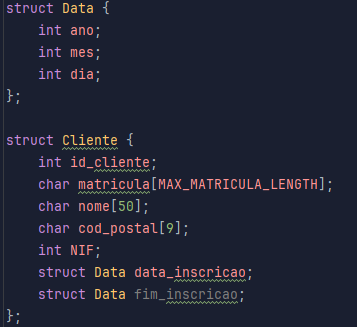 struct Data {
    int ano;
    int mes;
    int dia;
};

struct Cliente {
    int id_cliente;
    char matricula[MAX_MATRICULA_LENGTH];
    char nome[50];
    char cod_postal[9];
    int NIF;
    struct Data data_inscricao;
    struct Data fim_inscricao;
};